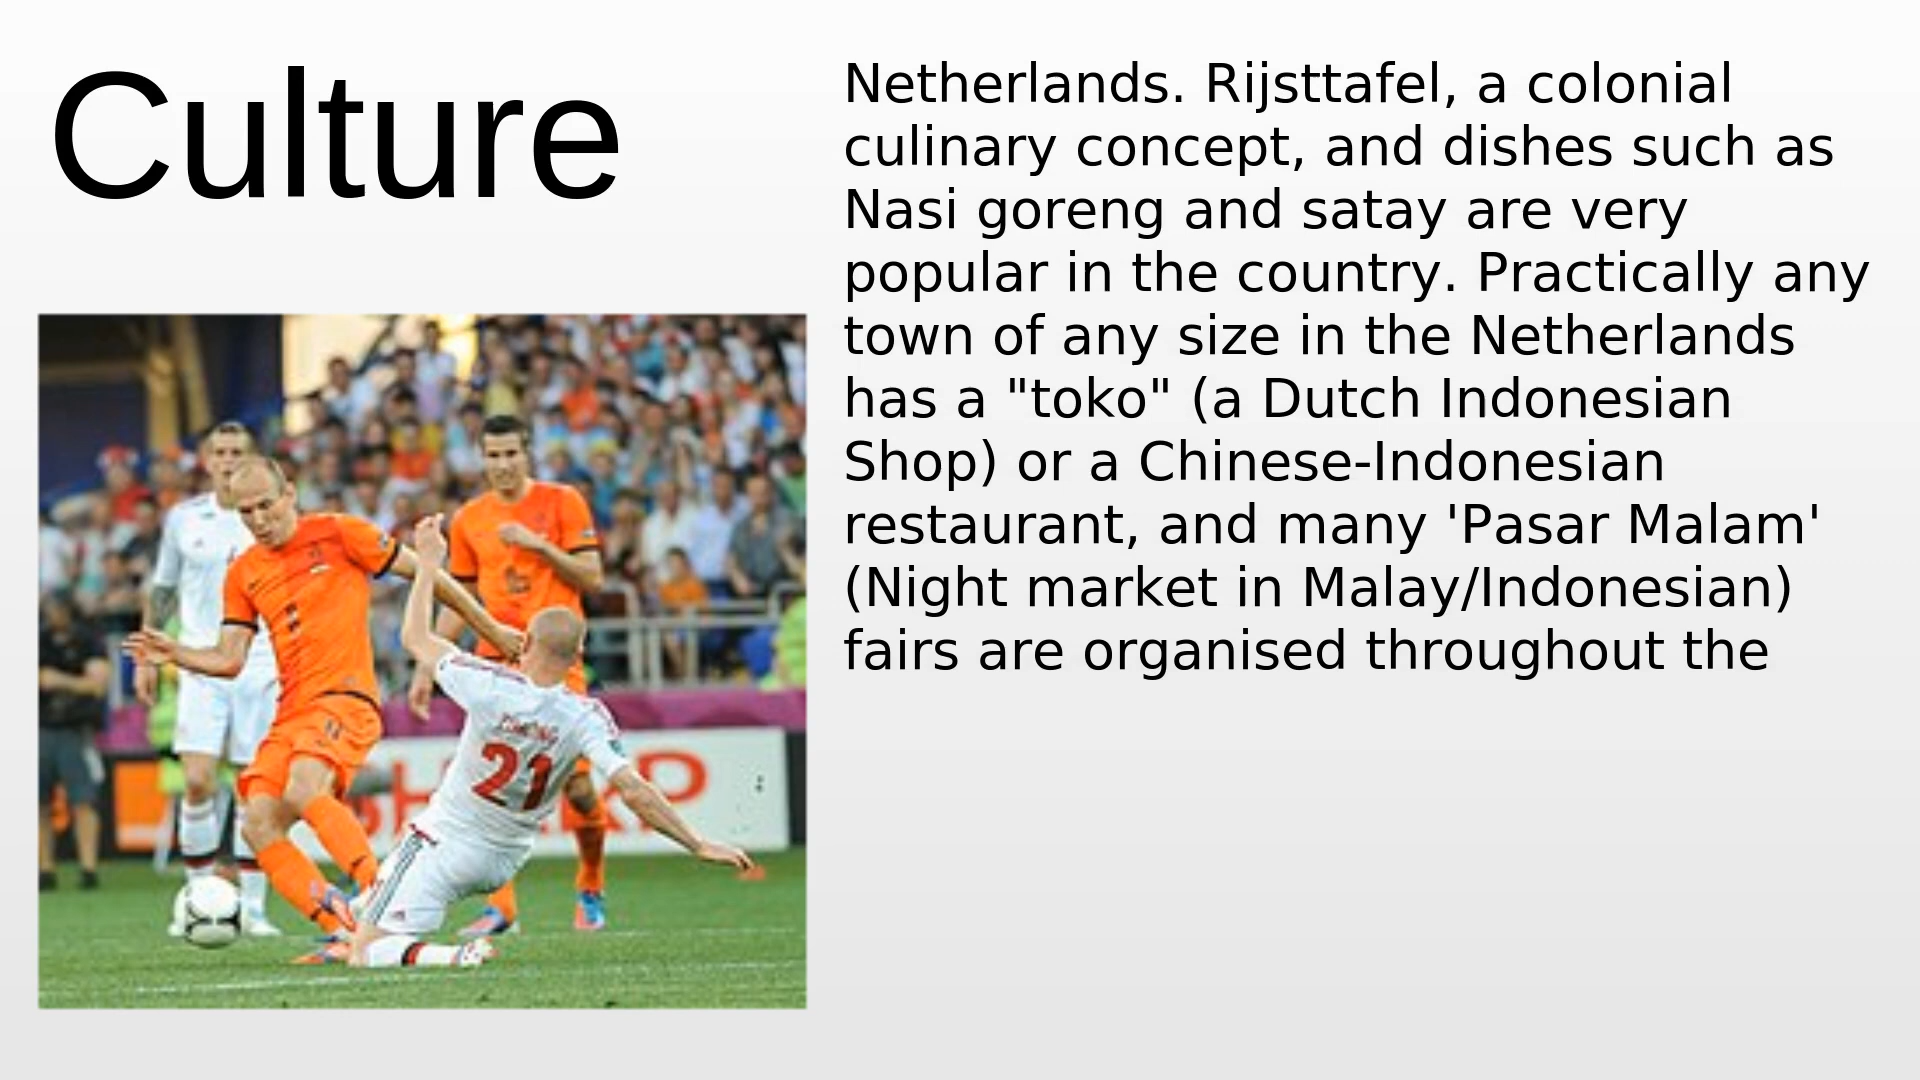 Culture
Netherlands. Rijsttafel, a colonial
culinary concept, and dishes such as
Nasi goreng and satay are very
popular in the country. Practically any
town of any size in the Netherlands
has a "toko" (a Dutch Indonesian
Shop) or a Chinese-Indonesian
restaurant, and many 'Pasar Malam'
(Night market in Malay/Indonesian)
fairs are organised throughout the
21